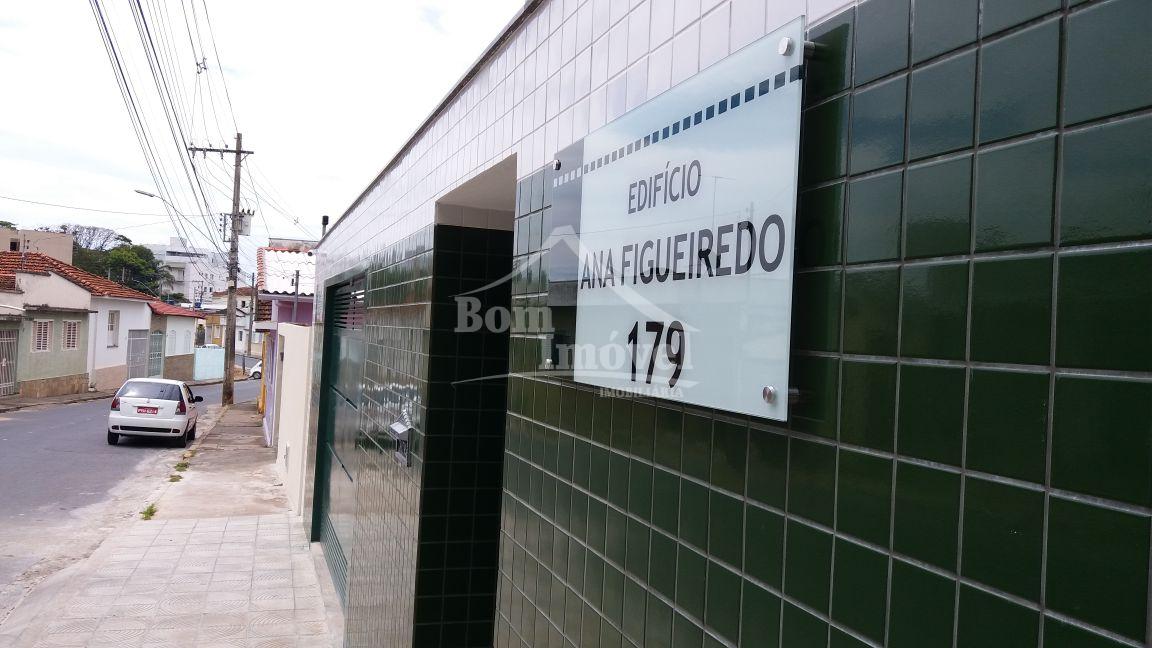 EDIFÍCIO
ANA FIGUEIREDO
179
Bom
Imóvel
IMOBILIÁRIA